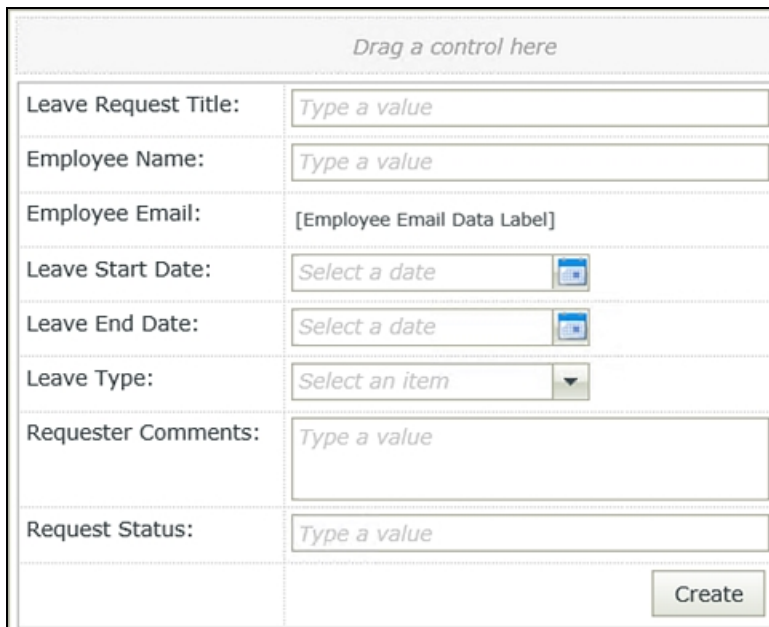 Drag a control here
Leave Request Title: Type a value
Employee Name: Type a value
Employee Email: [Employee Email Data Label]
Leave Start Date: Select a date
Leave End Date: Select a date
Leave Type: Select an item
Requester Comments: Type a value
Request Status: Type a value
Create